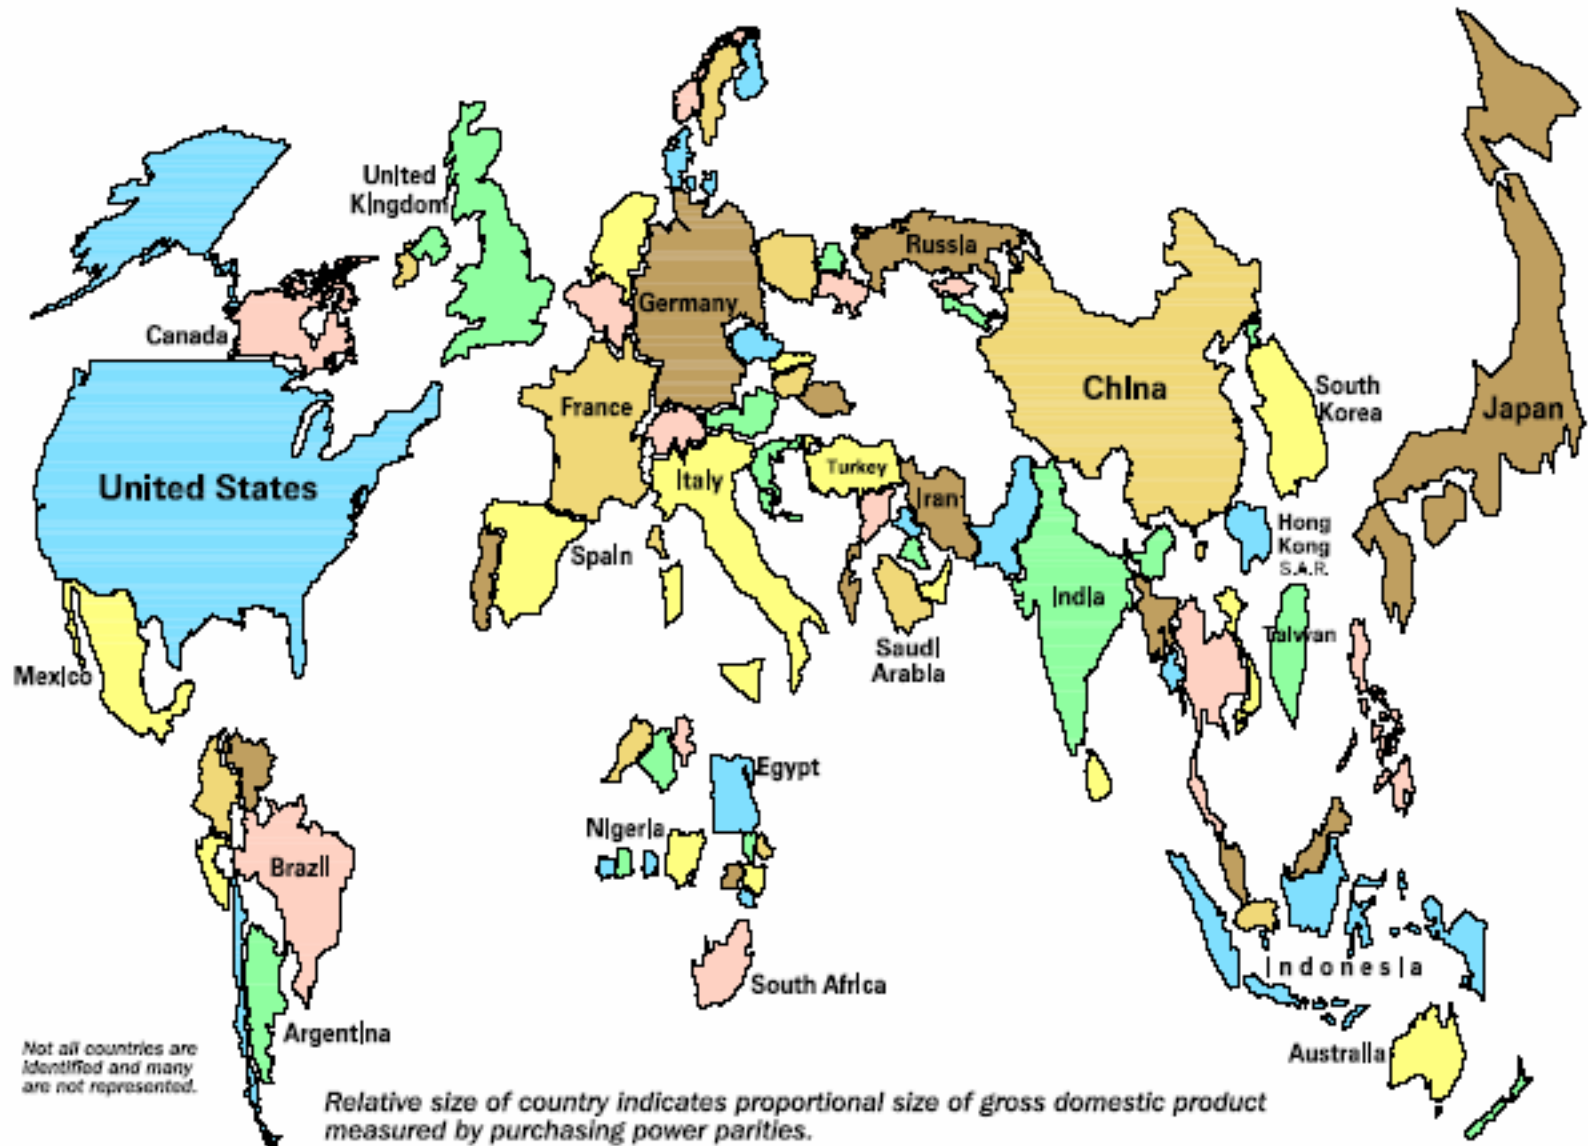 United
Kingdom
Russia
Germany
Canada
China
South
Korea
France
Japan
United States
Italy
Turkey
Iran
Spain
Hong
Kong
S.A.R.
India
Taiwan
Mexico
Saudi
Arabia
Egypt
Nigeria
Brazil
Indonesia
South Africa
Argentina
Australia
Not all countries are
identified and many
are not represented.
Relative size of country indicates proportional size of gross domestic product
measured by purchasing power parities.